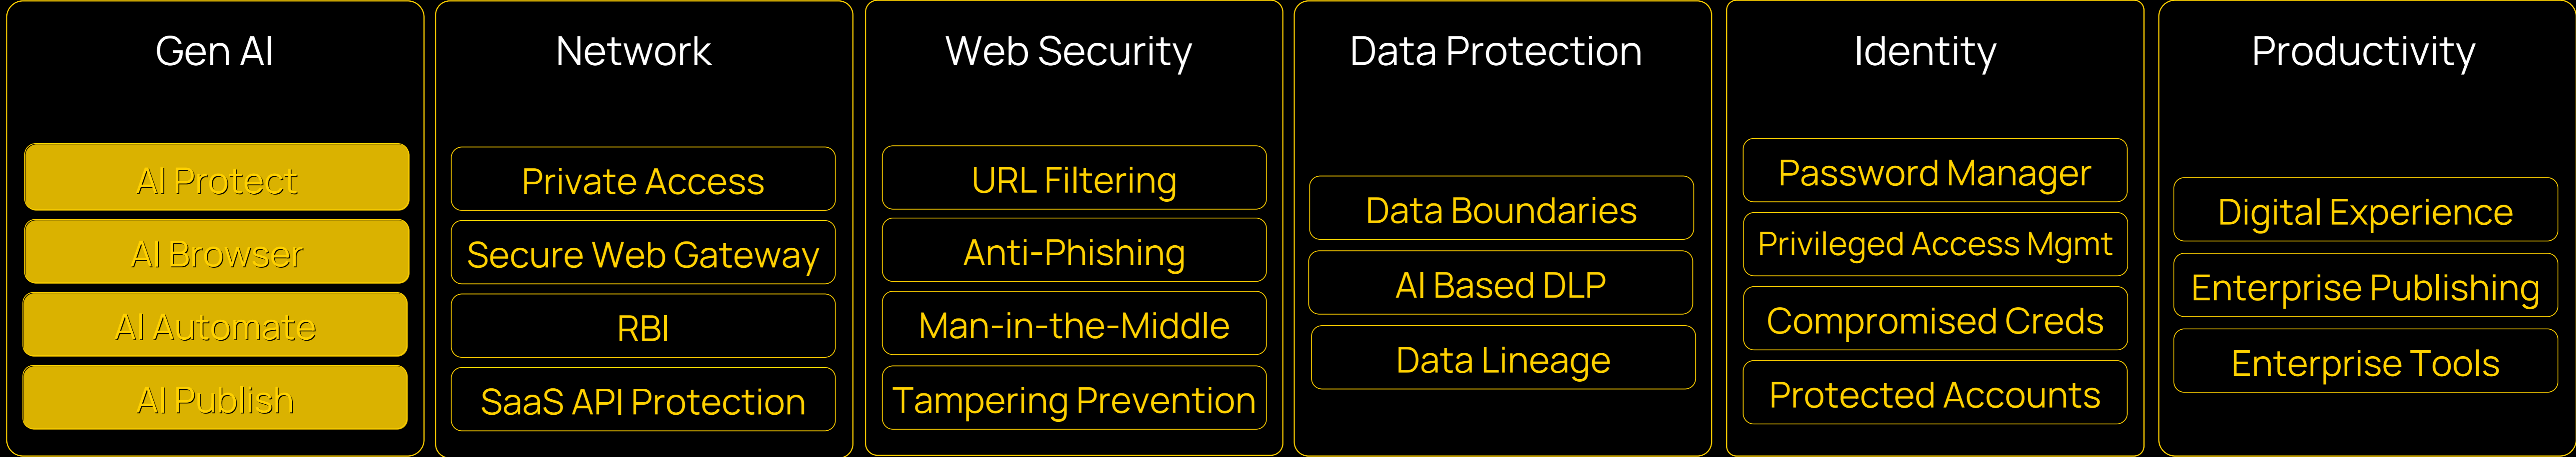 Gen AI
AI Protect
AI Browser
AI Automate
AI Publish
Network
Private Access
Secure Web Gateway
RBI
SaaS API Protection
Web Security
URL Filtering
Anti-Phishing
Man-in-the-Middle
Tampering Prevention
Data Protection
Data Boundaries
AI Based DLP
Data Lineage
Identity
Password Manager
Privileged Access Mgmt
Compromised Creds
Protected Accounts
Productivity
Digital Experience
Enterprise Publishing
Enterprise Tools